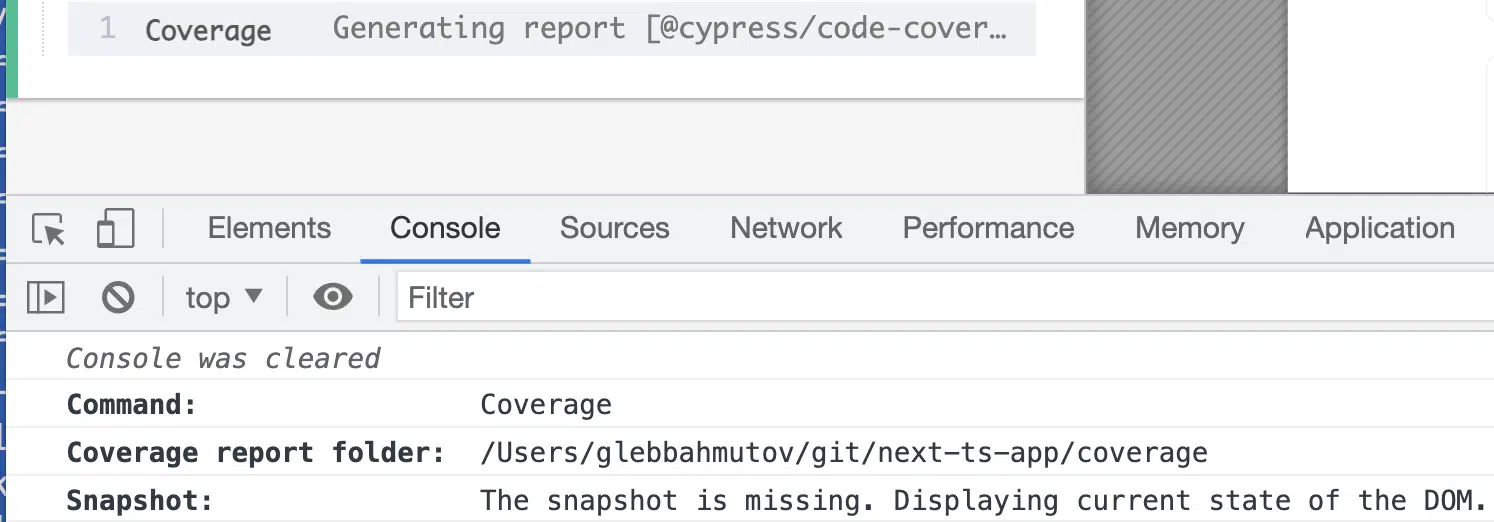 1 Coverage Generating report [@cypress/code-cover…
Elements Console Sources Network Performance Memory Application
top Filter
Console was cleared
Command: Coverage
Coverage report folder: /Users/glebbahmutov/git/next-ts-app/coverage
Snapshot: The snapshot is missing. Displaying current state of the DOM.